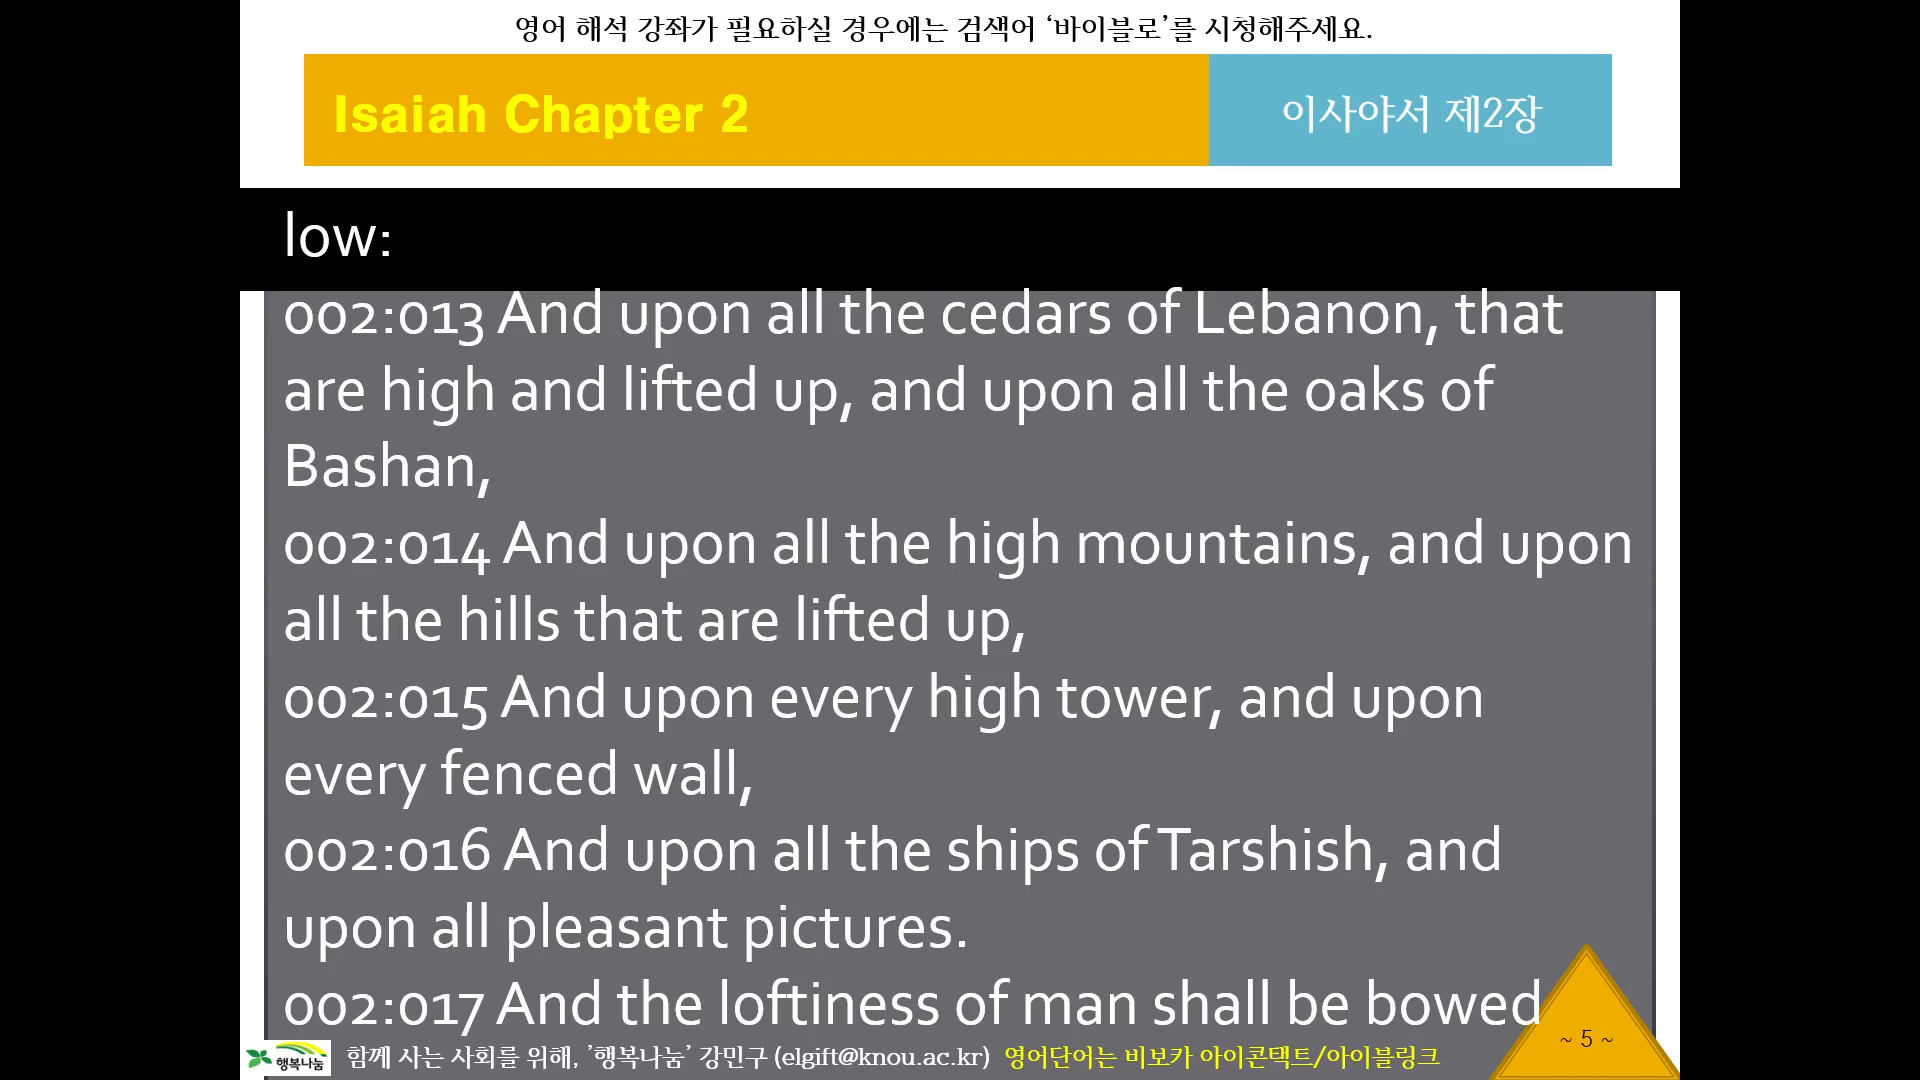 영어 해석 강좌가 필요하실 경우에는 검색어 ‘바이블로’를 시청해주세요.
Isaiah Chapter 2
이사야서 제2장
low:
002:013 And upon all the cedars of Lebanon, that
are high and lifted up, and upon all the oaks of
Bashan,
002:014 And upon all the high mountains, and upon
all the hills that are lifted up,
002:015 And upon every high tower, and upon
every fenced wall,
002:016 And upon all the ships of Tarshish, and
upon all pleasant pictures.
002:017 And the loftiness of man shall be bowed
~ 5 ~
행복나눔
함께 사는 사회를 위해, ’행복나눔’ 강민구 (elgift@knou.ac.kr) 영어단어는 비보카 아이콘택트/아이블링크